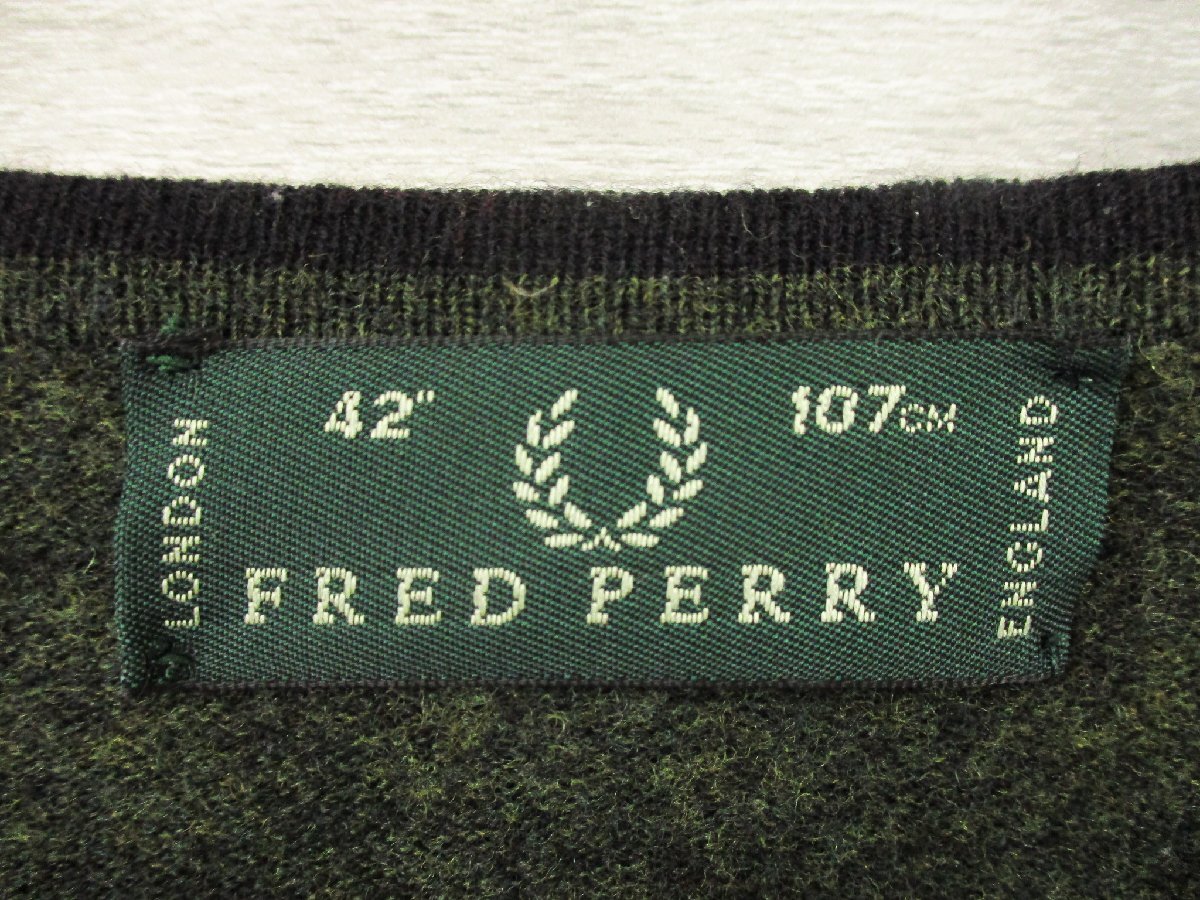 42" 107CM
LONDON
FRED PERRY
ENGLAND